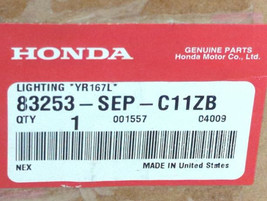 HONDA
GENUINE PARTS
Honda Motor Co., Ltd.
LIGHTING "YR167L"
83253-SEP-C11ZB
QTY 1 001557 04009
NEX MADE IN United States